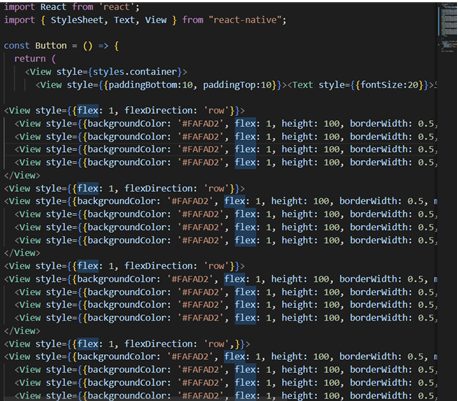 import React from 'react';
import { StyleSheet, Text, View } from "react-native";
const Button = () => {
return (
<View style={styles.container}>
<View style={{paddingBottom:10, paddingTop:10}}><Text style={{fontSize:20}}>
<View style={{flex: 1, flexDirection: 'row'}}>
<View style={{backgroundColor: '#FAFAD2', flex: 1, height: 100, borderWidth: 0.5,
<View style={{backgroundColor: '#FAFAD2', flex: 1, height: 100, borderWidth: 0.5,
<View style={{backgroundColor: '#FAFAD2', flex: 1, height: 100, borderWidth: 0.5,
<View style={{backgroundColor: '#FAFAD2', flex: 1, height: 100, borderWidth: 0.5,
</View>
<View style={{flex: 1, flexDirection: 'row'}}>
<View style={{backgroundColor: '#FAFAD2', flex: 1, height: 100, borderWidth: 0.5, m
<View style={{backgroundColor: '#FAFAD2', flex: 1, height: 100, borderWidth: 0.5,
<View style={{backgroundColor: '#FAFAD2', flex: 1, height: 100, borderWidth: 0.5,
<View style={{backgroundColor: '#FAFAD2', flex: 1, height: 100, borderWidth: 0.5,
</View>
<View style={{flex: 1, flexDirection: 'row'}}>
<View style={{backgroundColor: '#FAFAD2', flex: 1, height: 100, borderWidth: 0.5, m
<View style={{backgroundColor: '#FAFAD2', flex: 1, height: 100, borderWidth: 0.5,
<View style={{backgroundColor: '#FAFAD2', flex: 1, height: 100, borderWidth: 0.5,
<View style={{backgroundColor: '#FAFAD2', flex: 1, height: 100, borderWidth: 0.5,
</View>
<View style={{flex: 1, flexDirection: 'row',}}>
<View style={{backgroundColor: '#FAFAD2', flex: 1, height: 100, borderWidth: 0.5, m
<View style={{backgroundColor: '#FAFAD2', flex: 1, height: 100, borderWidth: 0.5,
<View style={{backgroundColor: '#FAFAD2', flex: 1, height: 100, borderWidth: 0.5,
<View style={{backgroundColor: '#FAFAD2', flex: 1, height: 100, borderWidth: 0.5,